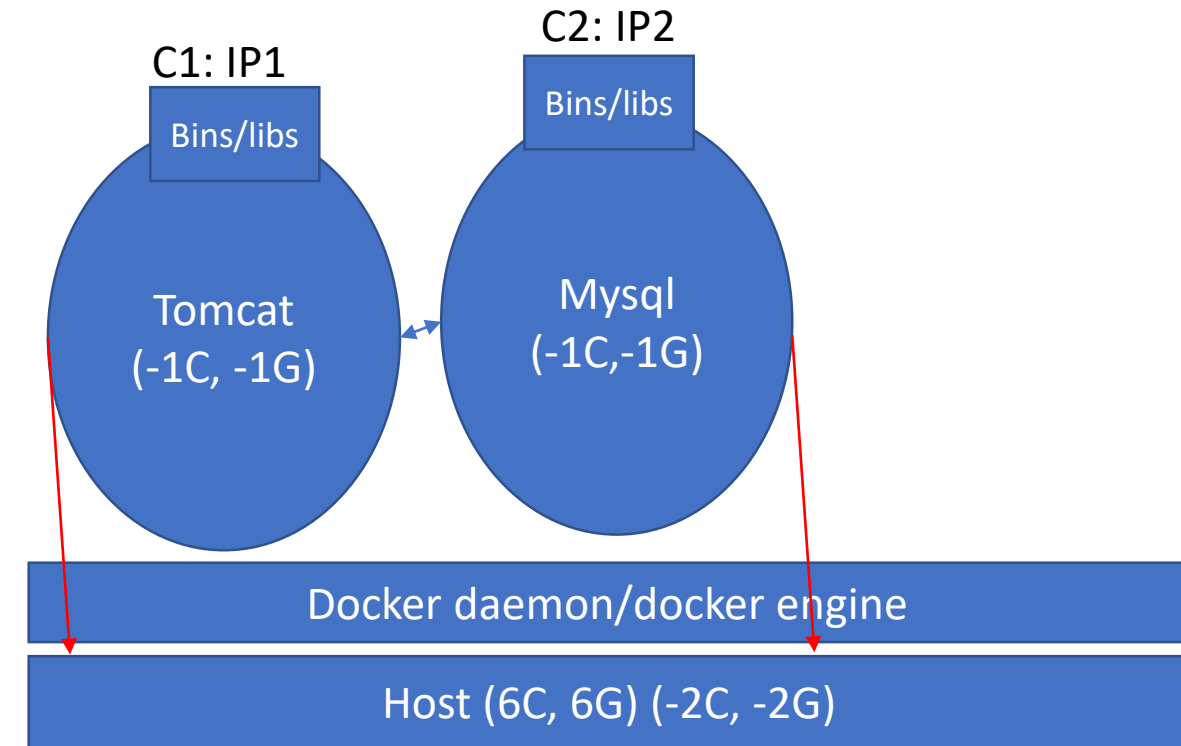 C1: IP1
Bins/libs
Tomcat
(-1C, -1G)
C2: IP2
Bins/libs
Mysql
(-1C,-1G)
Docker daemon/docker engine
Host (6C, 6G) (-2C, -2G)